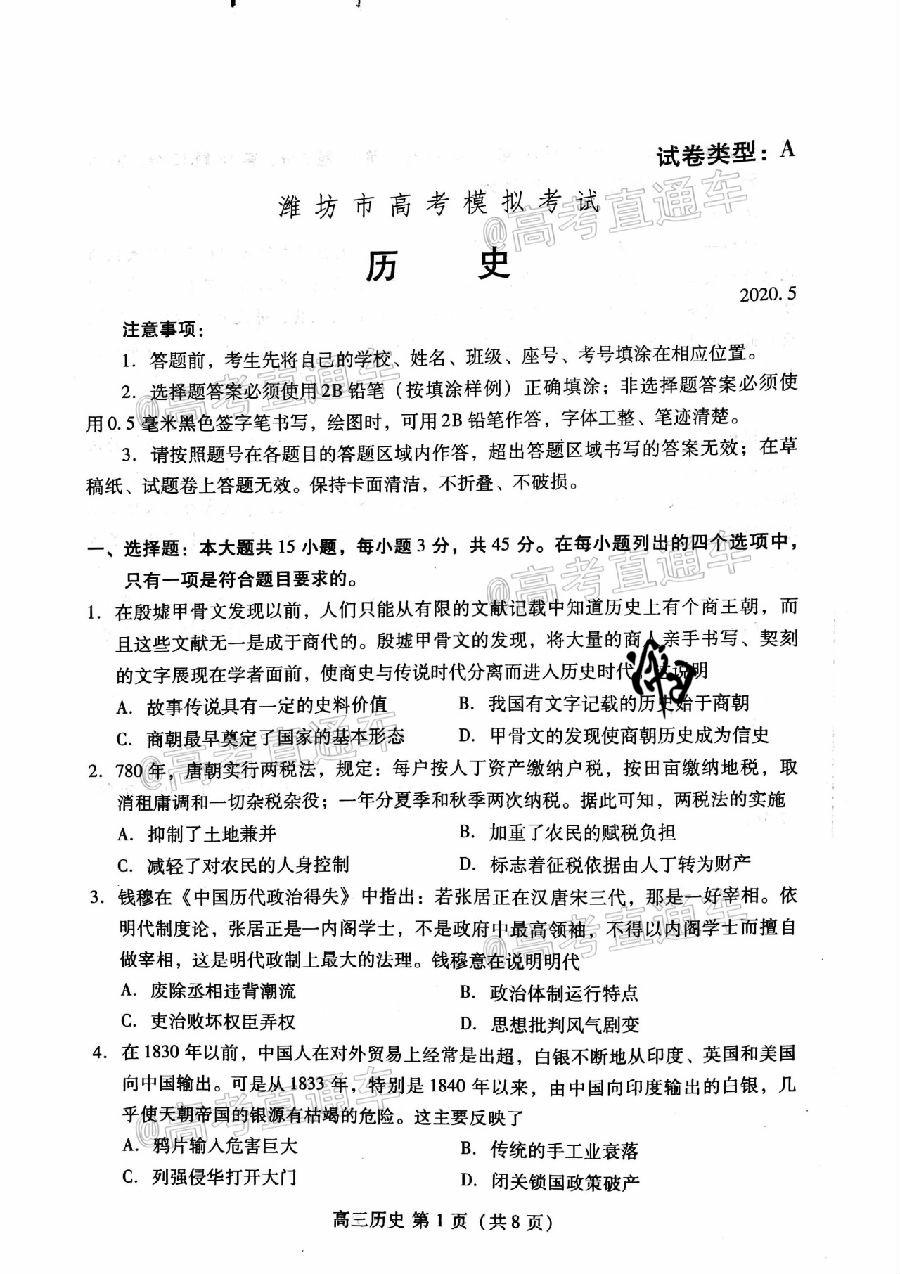 试卷类型：A
潍坊市高考模拟考试
@高考直通车
历 史
2020.5
注意事项：
1．答题前，考生先将自己的学校、姓名、班级、座号、考号填涂在相应位置。
2．选择题答案必须使用2B铅笔（按填涂样例）正确填涂；非选择题答案必须使
用0.5毫米黑色签字笔书写，绘图时，可用2B铅笔作答，字体工整、笔迹清楚。
@高考直通车
3．请按照题号在各题目的答题区域内作答，超出答题区域书写的答案无效；在草
稿纸、试题卷上答题无效。保持卡面清洁，不折叠、不破损。
一、选择题：本大题共15小题，每小题3分，共45分。在每小题列出的四个选项中，
只有一项是符合题目要求的。
@高考直通车
1．在殷墟甲骨文发现以前，人们只能从有限的文献记载中知道历史上有个商王朝，而
且这些文献无一是成于商代的。殷墟甲骨文的发现，将大量的商人亲手书写、契刻
的文字展现在学者面前，使商史与传说时代分离而进入历史时代。说明
A．故事传说具有一定的史料价值 B．我国有文字记载的历史始于商朝
C．商朝最早奠定了国家的基本形态 D．甲骨文的发现使商朝历史成为信史
@高考直通车
2．780年，唐朝实行两税法，规定：每户按人丁资产缴纳户税，按田亩缴纳地税，取
消租庸调和一切杂税杂役；一年分夏季和秋季两次纳税。据此可知，两税法的实施
A．抑制了土地兼并 B．加重了农民的赋税负担
C．减轻了对农民的人身控制 D．标志着征税依据由人丁转为财产
3．钱穆在《中国历代政治得失》中指出：若张居正在汉唐宋三代，那是一好宰相。依
明代制度论，张居正是一内阁学士，不是政府中最高领袖，不得以内阁学士而擅自
做宰相，这是明代政制上最大的法理。钱穆意在说明明代
@高考直通车
A．废除丞相违背潮流 B．政治体制运行特点
C．吏治败坏权臣弄权 D．思想批判风气剧变
4．在1830年以前，中国人在对外贸易上经常是出超，白银不断地从印度、英国和美国
向中国输出。可是从1833年，特别是1840年以来，由中国向印度输出的白银，几
乎使天朝帝国的银源有枯竭的危险。这主要反映了
@高考直通车
A．鸦片输入危害巨大 B．传统的手工业衰落
C．列强侵华打开大门 D．闭关锁国政策破产
高三历史 第1页（共8页）